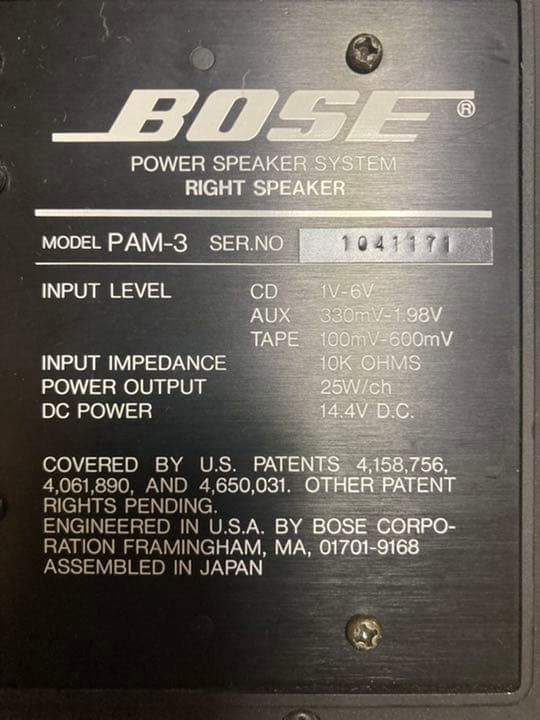 BOSE®
POWER SPEAKER SYSTEM
RIGHT SPEAKER
MODEL PAM-3 SER.NO 1041171
INPUT LEVEL CD 1V-6V
AUX 330mV-1.98V
TAPE 100mV-600mV
INPUT IMPEDANCE 10K OHMS
POWER OUTPUT 25W/ch
DC POWER 14.4V D.C.
COVERED BY U.S. PATENTS 4,158,756,
4,061,890, AND 4,650,031. OTHER PATENT
RIGHTS PENDING.
ENGINEERED IN U.S.A. BY BOSE CORPO-
RATION FRAMINGHAM, MA, 01701-9168
ASSEMBLED IN JAPAN